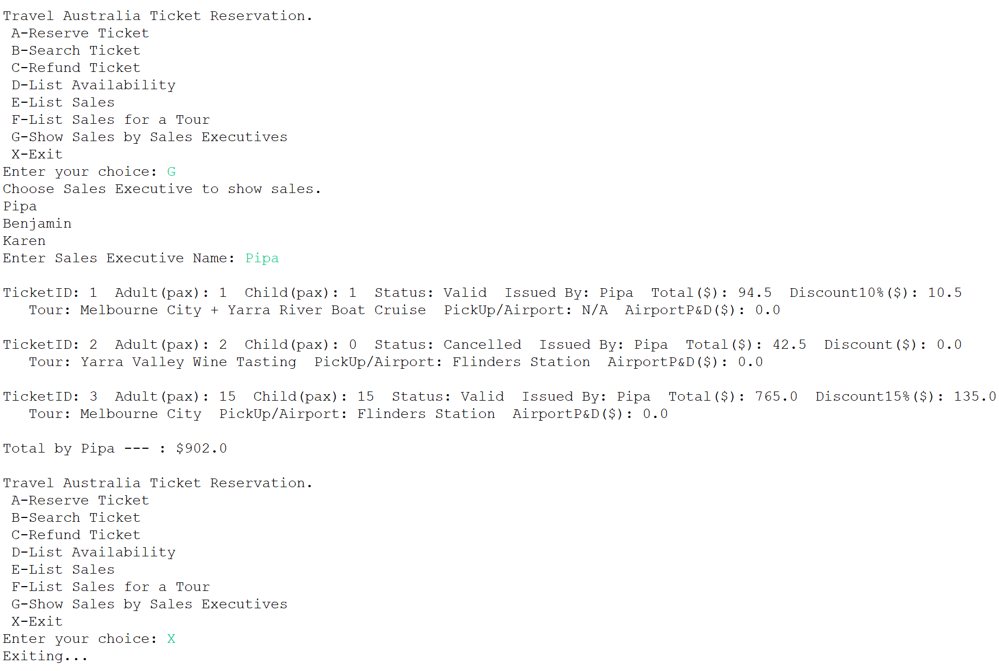 Travel Australia Ticket Reservation.
 A-Reserve Ticket
 B-Search Ticket
 C-Refund Ticket
 D-List Availability
 E-List Sales
 F-List Sales for a Tour
 G-Show Sales by Sales Executives
 X-Exit
Enter your choice: G
Choose Sales Executive to show sales.
Pipa
Benjamin
Karen
Enter Sales Executive Name: Pipa

TicketID: 1  Adult(pax): 1  Child(pax): 1  Status: Valid  Issued By: Pipa  Total($): 94.5  Discount10%($): 10.5
   Tour: Melbourne City + Yarra River Boat Cruise  PickUp/Airport: N/A  AirportP&D($): 0.0

TicketID: 2  Adult(pax): 2  Child(pax): 0  Status: Cancelled  Issued By: Pipa  Total($): 42.5  Discount($): 0.0
   Tour: Yarra Valley Wine Tasting  PickUp/Airport: Flinders Station  AirportP&D($): 0.0

TicketID: 3  Adult(pax): 15  Child(pax): 15  Status: Valid  Issued By: Pipa  Total($): 765.0  Discount15%($): 135.0
   Tour: Melbourne City  PickUp/Airport: Flinders Station  AirportP&D($): 0.0

Total by Pipa --- : $902.0

Travel Australia Ticket Reservation.
 A-Reserve Ticket
 B-Search Ticket
 C-Refund Ticket
 D-List Availability
 E-List Sales
 F-List Sales for a Tour
 G-Show Sales by Sales Executives
 X-Exit
Enter your choice: X
Exiting...